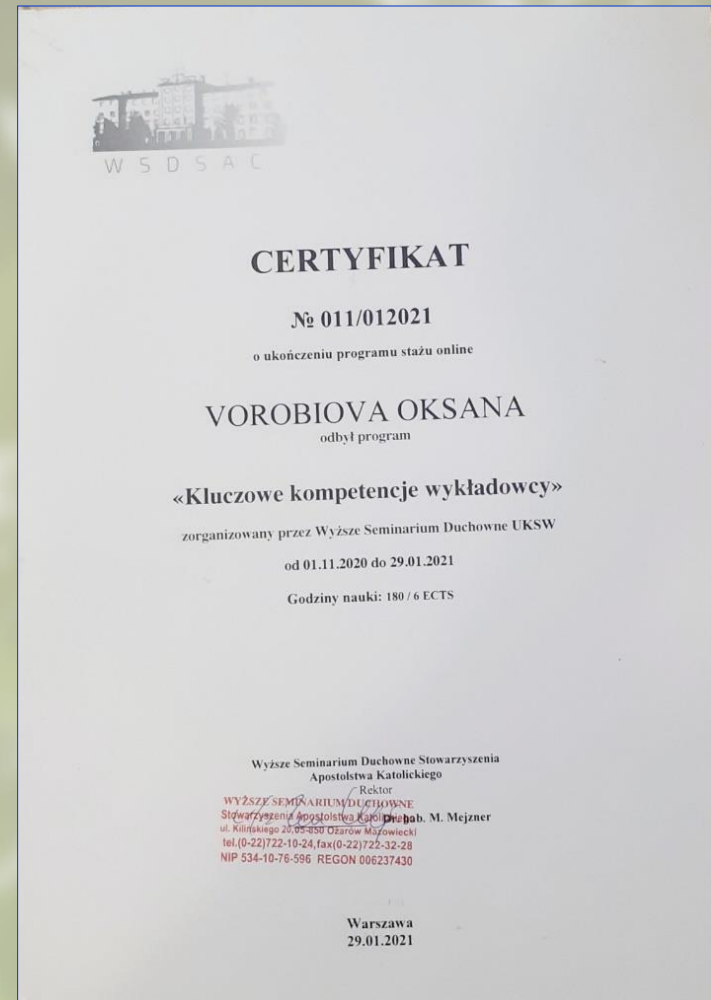 WSDSAC
CERTYFIKAT
№ 011/012021
o ukończeniu programu stażu online
VOROBIOVA OKSANA
odbył program
«Kluczowe kompetencje wykładowcy»
zorganizowany przez Wyższe Seminarium Duchowne UKSW
od 01.11.2020 do 29.01.2021
Godziny nauki: 180 / 6 ECTS
Wyższe Seminarium Duchowne Stowarzyszenia
Apostolstwa Katolickiego
Rektor
WYŻSZE SEMINARIUM DUCHOWNE
Stowarzyszenia Apostolstwa
hab. M. Mejzner
ul. Kilińskiego 20, 05-850 Ożarów Mazowiecki
tel.(0-22)722-10-24,fax(0-22)722-32-28
NIP 534-10-76-596 REGON 006237430
Warszawa
29.01.2021